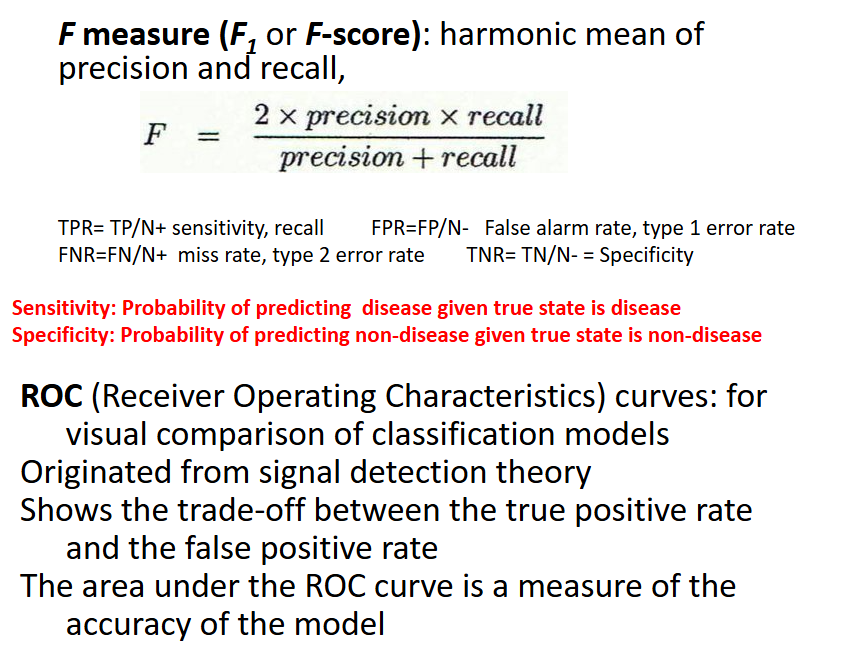 F measure (F1 or F-score): harmonic mean of
precision and recall,
F = 2 × precision × recall / precision + recall
TPR= TP/N+ sensitivity, recall FPR=FP/N- False alarm rate, type 1 error rate
FNR=FN/N+ miss rate, type 2 error rate TNR= TN/N- = Specificity
Sensitivity: Probability of predicting disease given true state is disease
Specificity: Probability of predicting non-disease given true state is non-disease
ROC (Receiver Operating Characteristics) curves: for
visual comparison of classification models
Originated from signal detection theory
Shows the trade-off between the true positive rate
and the false positive rate
The area under the ROC curve is a measure of the
accuracy of the model